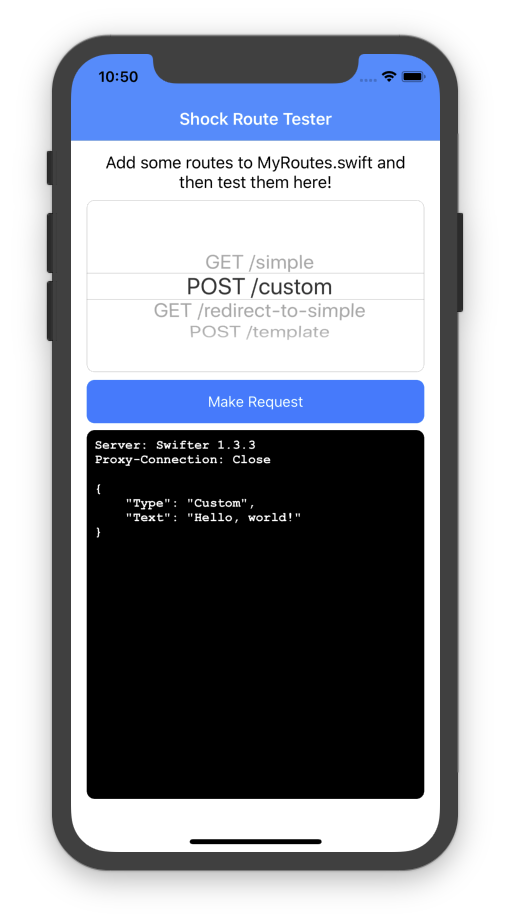 10:50
Shock Route Tester
Add some routes to MyRoutes.swift and
then test them here!
GET /simple
POST /custom
GET /redirect-to-simple
POST /template
Make Request
Server: Swifter 1.3.3
Proxy-Connection: Close
{
    "Type": "Custom",
    "Text": "Hello, world!"
}